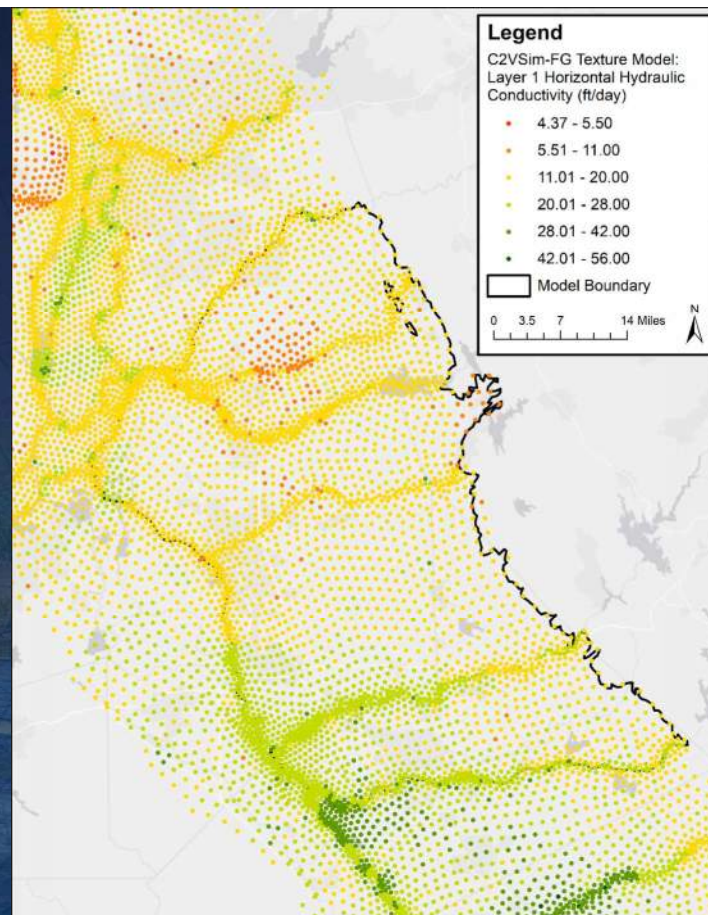 Legend
C2VSim-FG Texture Model:
Layer 1 Horizontal Hydraulic
Conductivity (ft/day)
4.37 - 5.50
5.51 - 11.00
11.01 - 20.00
20.01 - 28.00
28.01 - 42.00
42.01 - 56.00
Model Boundary
N
0 3.5 7 14 Miles